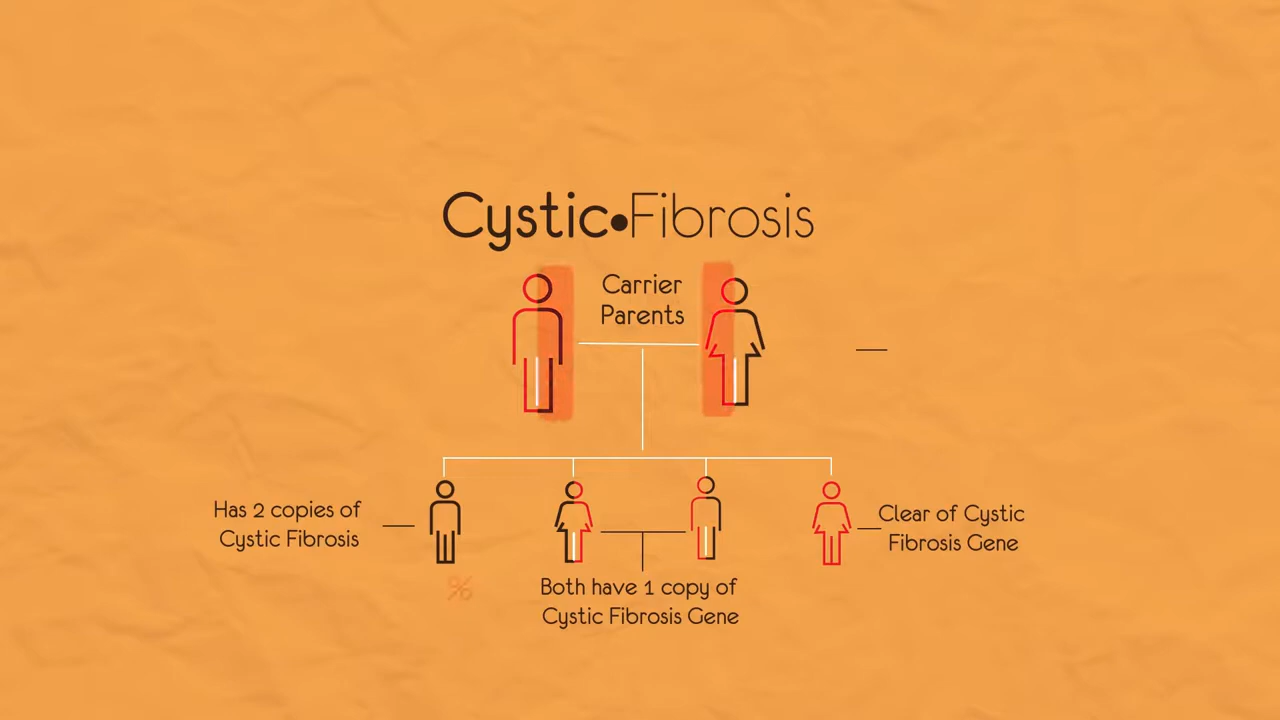 Cystic•Fibrosis
Carrier
Parents
Has 2 copies of
Cystic Fibrosis
Clear of Cystic
Fibrosis Gene
%
Both have 1 copy of
Cystic Fibrosis Gene